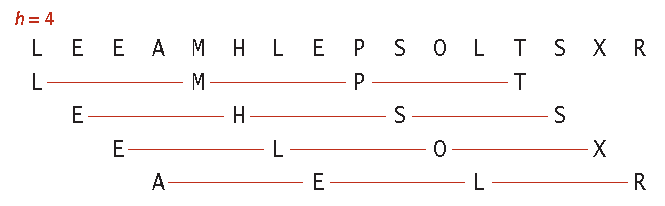 h = 4
L E E A M H L E P S O L T S X R
L M P T
E H S S
E L O X
A E L R